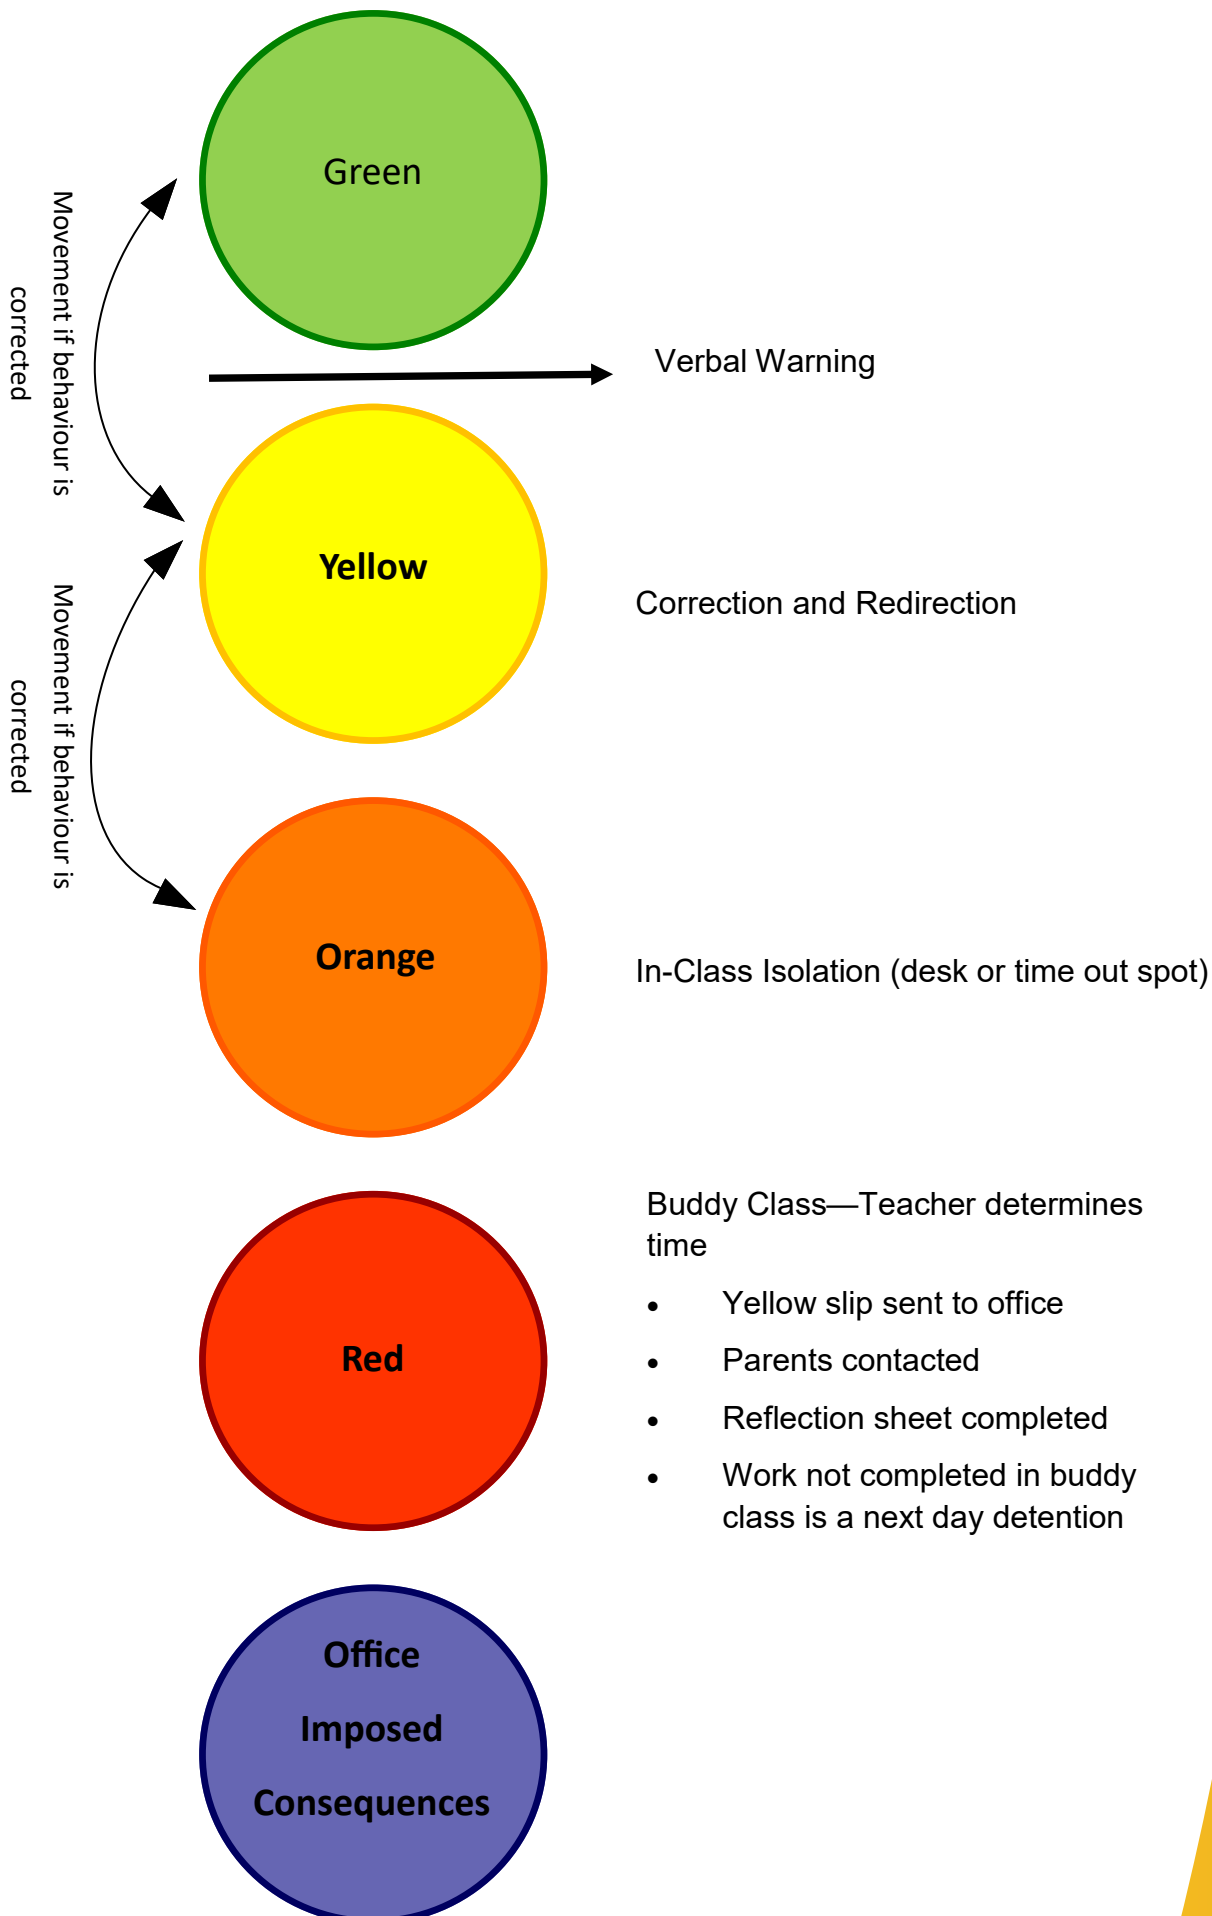 Green
Movement if behaviour is
corrected
Verbal Warning
Yellow
Correction and Redirection
Movement if behaviour is
corrected
Orange
In-Class Isolation (desk or time out spot)
Red
Buddy Class—Teacher determines
time
• Yellow slip sent to office
• Parents contacted
• Reflection sheet completed
• Work not completed in buddy
class is a next day detention
Office
Imposed
Consequences